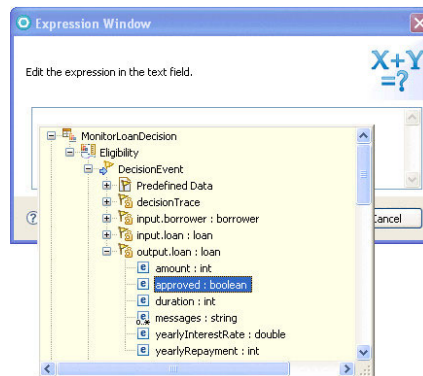 Expression Window
Edit the expression in the text field.
X+Y
=?
MonitorLoanDecision
Eligibility
DecisionEvent
Predefined Data
decisionTrace
input.borrower : borrower
input.loan : loan
output.loan : loan
amount : int
approved : boolean
duration : int
messages : string
yearlyInterestRate : double
yearlyRepayment : int
Cancel